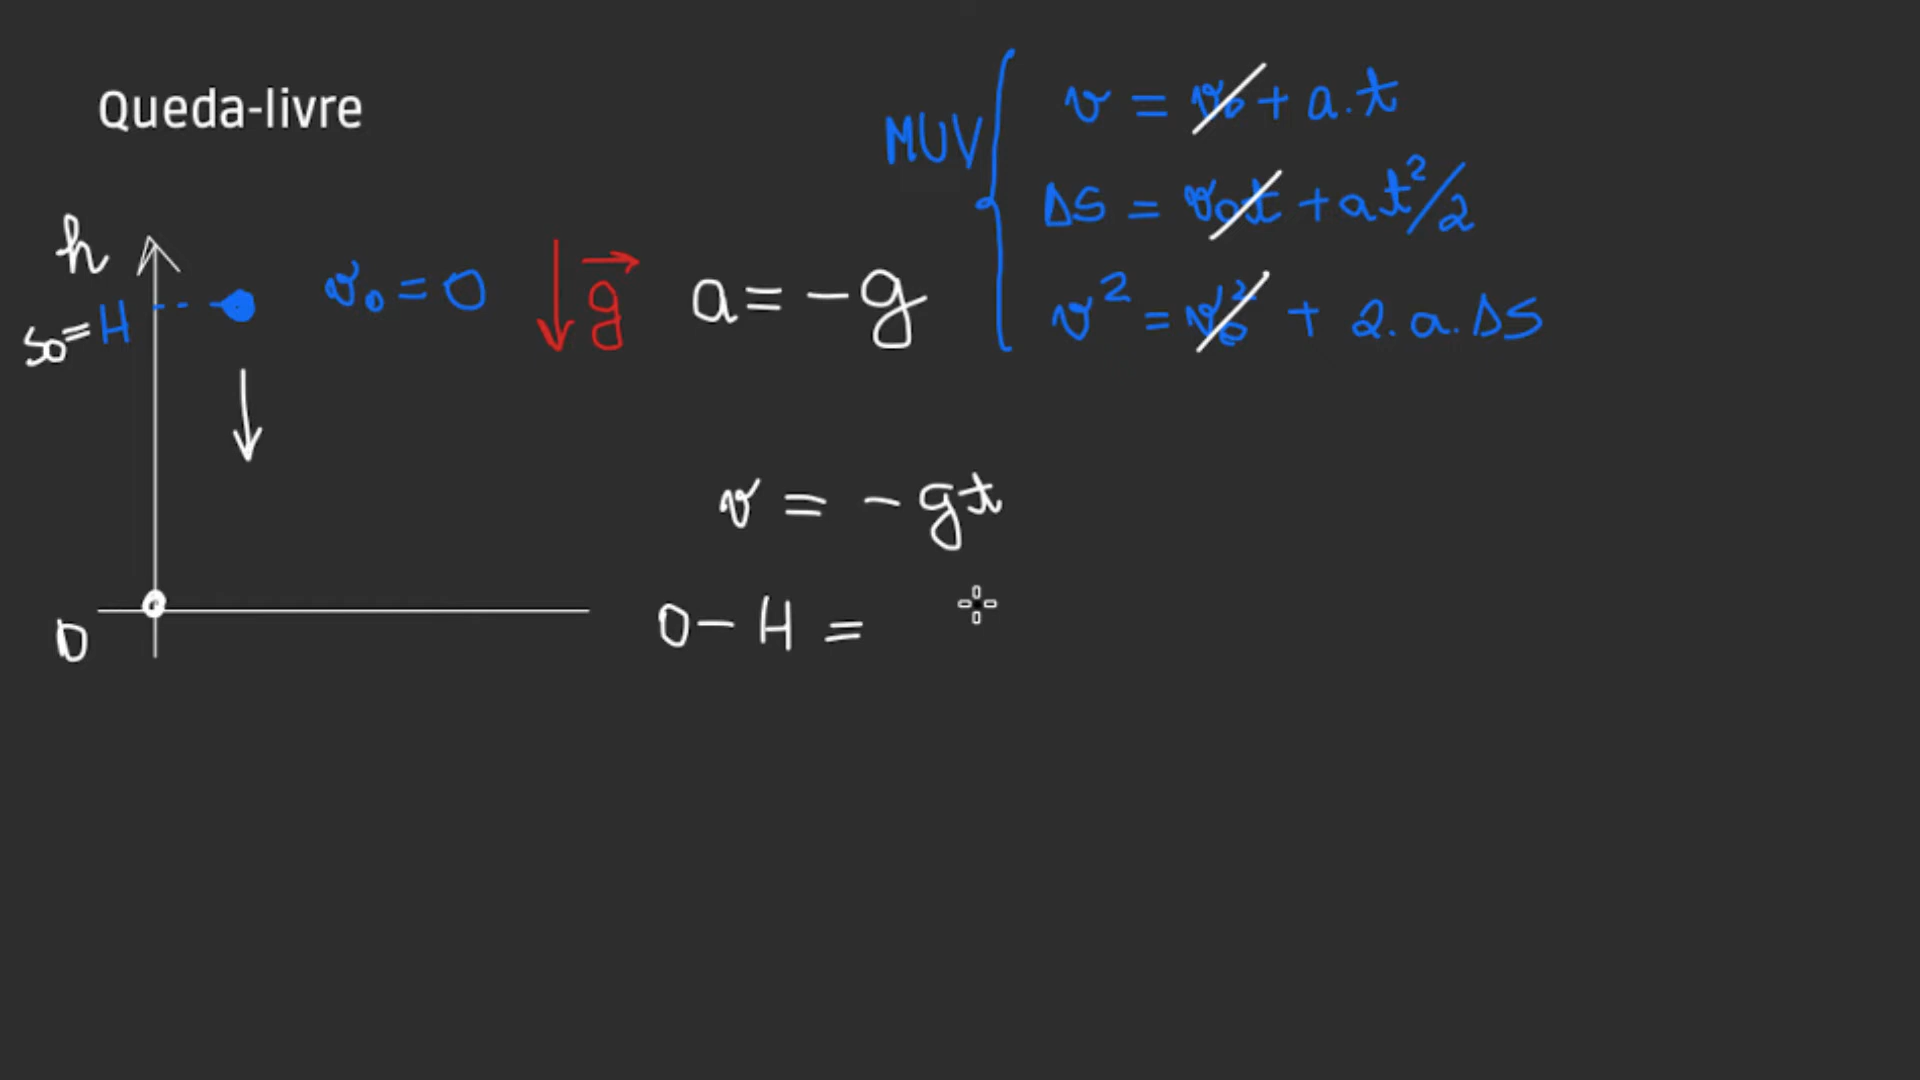 Queda-livre
MUV
v = v₀ + a.t
ΔS = v₀t + at²/2
v² = v₀² + 2.a.ΔS
h
S₀ = H
v₀ = 0
g
a = -g
v = - gt
0 - H =
0